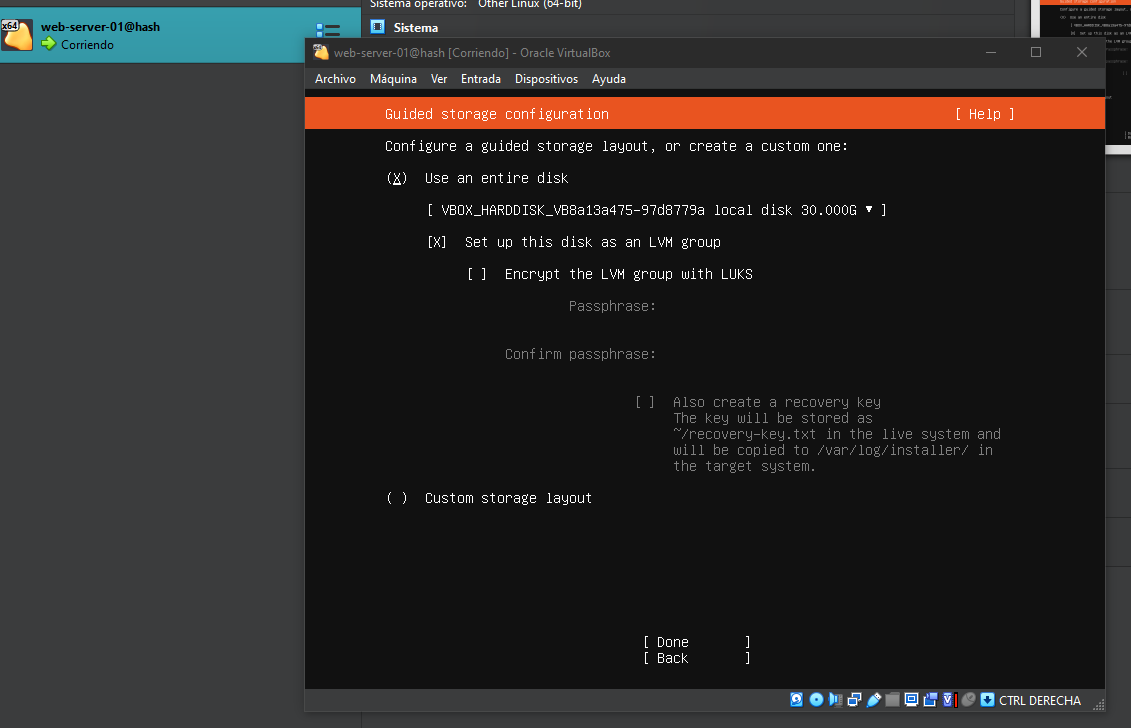 Sistema operativo: Other Linux (64-bit)
x64
web-server-01@hash
Corriendo
Sistema
web-server-01@hash [Corriendo] - Oracle VirtualBox
Archivo Máquina Ver Entrada Dispositivos Ayuda
Guided storage configuration [ Help ]
Configure a guided storage layout, or create a custom one:
(X) Use an entire disk
[ VBOX_HARDDISK_VB8a13a475-97d8779a local disk 30.000G ▾ ]
[X] Set up this disk as an LVM group
[ ] Encrypt the LVM group with LUKS
Passphrase:
Confirm passphrase:
[ ] Also create a recovery key
The key will be stored as
~/recovery-key.txt in the live system and
will be copied to /var/log/installer/ in
the target system.
( ) Custom storage layout
[ Done ]
[ Back ]
CTRL DERECHA